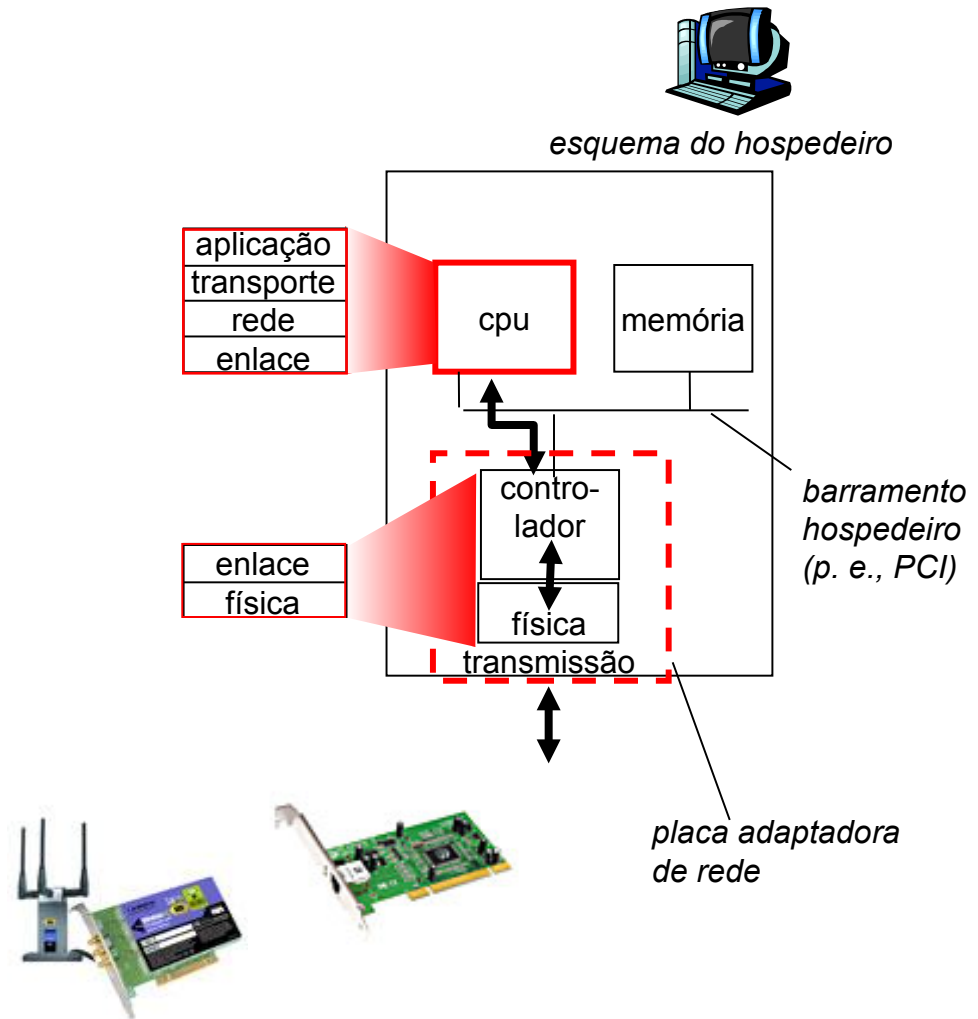 esquema do hospedeiro
aplicação
transporte
rede
enlace
cpu
memória
contro-
lador
barramento
hospedeiro
(p. e., PCI)
enlace
física
física
transmissão
placa adaptadora
de rede